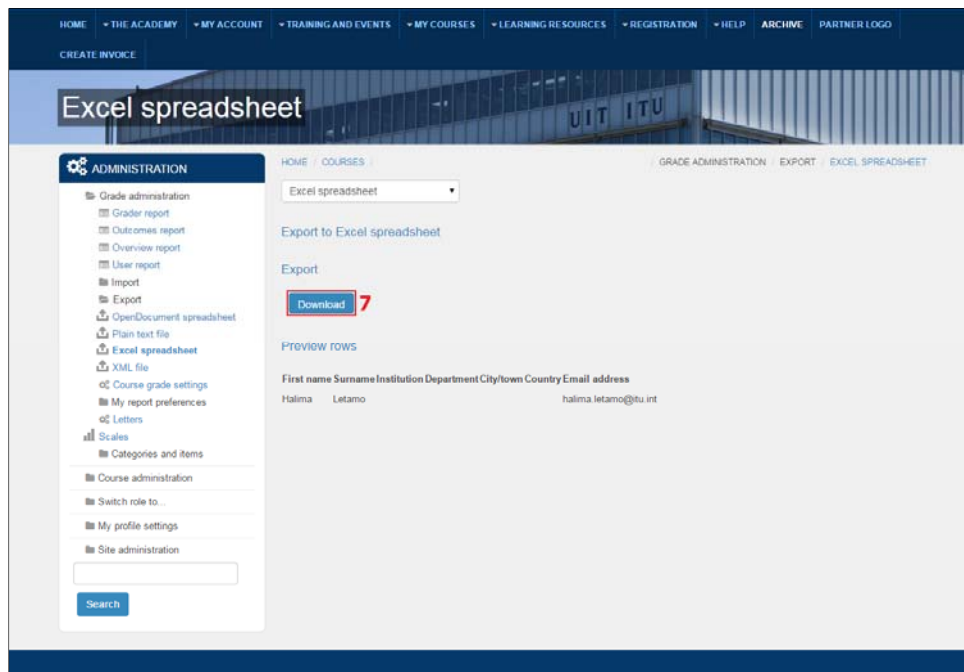 HOME THE ACADEMY MY ACCOUNT TRAINING AND EVENTS MY COURSES LEARNING RESOURCES REGISTRATION HELP ARCHIVE PARTNER LOGO
CREATE INVOICE
UIT ITU
Excel spreadsheet
ADMINISTRATION
Grade administration
Grader report
Outcomes report
Overview report
User report
Import
Export
OpenDocument spreadsheet
Plain text file
Excel spreadsheet
XML file
Course grade settings
My report preferences
Letters
Scales
Categories and items
Course administration
Switch role to...
My profile settings
Site administration
Search
HOME / COURSES / / GRADE ADMINISTRATION / EXPORT / EXCEL SPREADSHEET
Excel spreadsheet
Export to Excel spreadsheet
Export
Download 7
Preview rows
First name Surname Institution Department City/town Country Email address
Halima Letamo halima.letamo@itu.int